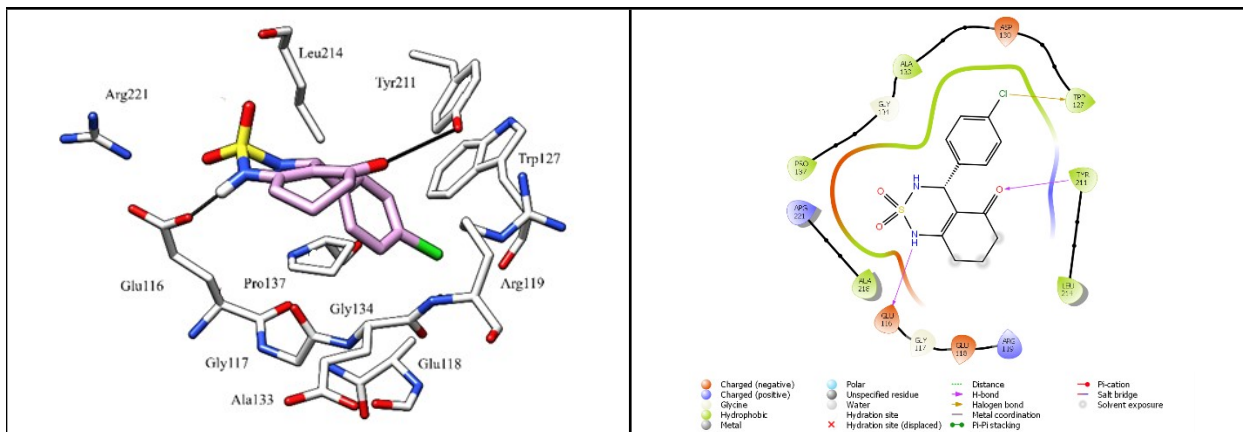 Leu214
Tyr211
Arg221
Trp127
Glu116
Pro137
Arg119
Gly134
Gly117
Glu118
Ala133
ASP
130
ALA
133
Cl
TRP
127
GLY
134
PRO
137
TYR
211
NH
O
ARG
221
O
S
O
NH
ALA
218
LEU
214
GLU
116
GLY
117
GLU
118
ARG
119
Charged (negative)
Charged (positive)
Glycine
Hydrophobic
Metal
Polar
Unspecified residue
Water
Hydration site
Hydration site (displaced)
Distance
H-bond
Halogen bond
Metal coordination
Pi-Pi stacking
Pi-cation
Salt bridge
Solvent exposure